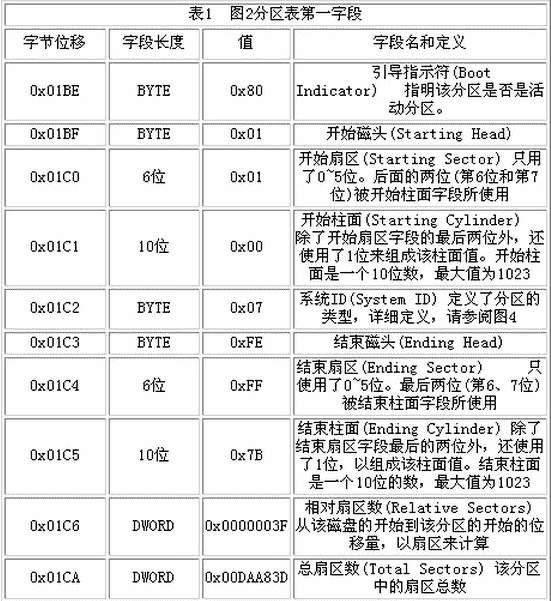 表1 图2分区表第一字段
字节位移 字段长度 值 字段名和定义
0x01BE BYTE 0x80 引导指示符(Boot
Indicator) 指明该分区是否是活
动分区。
0x01BF BYTE 0x01 开始磁头(Starting Head)
0x01C0 6位 0x01 开始扇区(Starting Sector) 只用
了0~5位。后面的两位(第6位和第7
位)被开始柱面字段所使用
0x01C1 10位 0x00 开始柱面(Starting Cylinder)
除了开始扇区字段的最后两位外，还
使用了1位来组成该柱面值。开始柱
面是一个10位数，最大值为1023
0x01C2 BYTE 0x07 系统ID(System ID) 定义了分区的
类型，详细定义，请参阅图4
0x01C3 BYTE 0xFE 结束磁头(Ending Head)
0x01C4 6位 0xFF 结束扇区(Ending Sector) 只
使用了0~5位。最后两位(第6、7位)
被结束柱面字段所使用
0x01C5 10位 0x7B 结束柱面(Ending Cylinder) 除了
结束扇区字段最后的两位外，还使用
了1位，以组成该柱面值。结束柱面
是一个10位的数，最大值为1023
0x01C6 DWORD 0x0000003F 相对扇区数(Relative Sectors)
从该磁盘的开始到该分区的开始的位
移量，以扇区来计算
0x01CA DWORD 0x00DAA83D 总扇区数(Total Sectors) 该分区
中的扇区总数